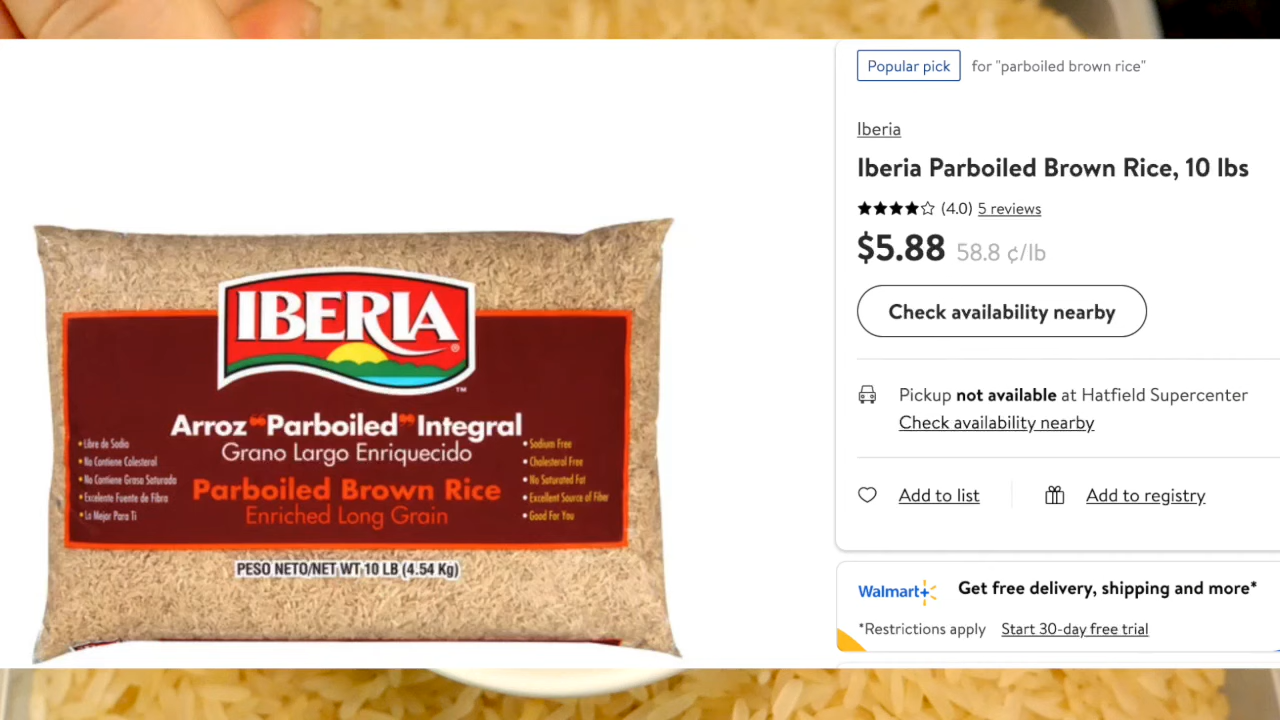 IBERIA
®
™
Arroz "Parboiled" Integral
Grano Largo Enriquecido
• Libre de Sodio
• No Contiene Colesterol
• No Contiene Grasa Saturada
• Excelente Fuente de Fibra
• Lo Mejor Para Ti
Parboiled Brown Rice
Enriched Long Grain
• Sodium Free
• Cholesterol Free
• No Saturated Fat
• Excellent Source of Fiber
• Good For You
PESO NETO/NET WT 10 LB (4.54 Kg)
Popular pick for "parboiled brown rice"
Iberia
Iberia Parboiled Brown Rice, 10 lbs
(4.0) 5 reviews
$5.88 58.8 ¢/lb
Check availability nearby
Pickup not available at Hatfield Supercenter
Check availability nearby
Add to list
Add to registry
Walmart+ Get free delivery, shipping and more*
*Restrictions apply Start 30-day free trial